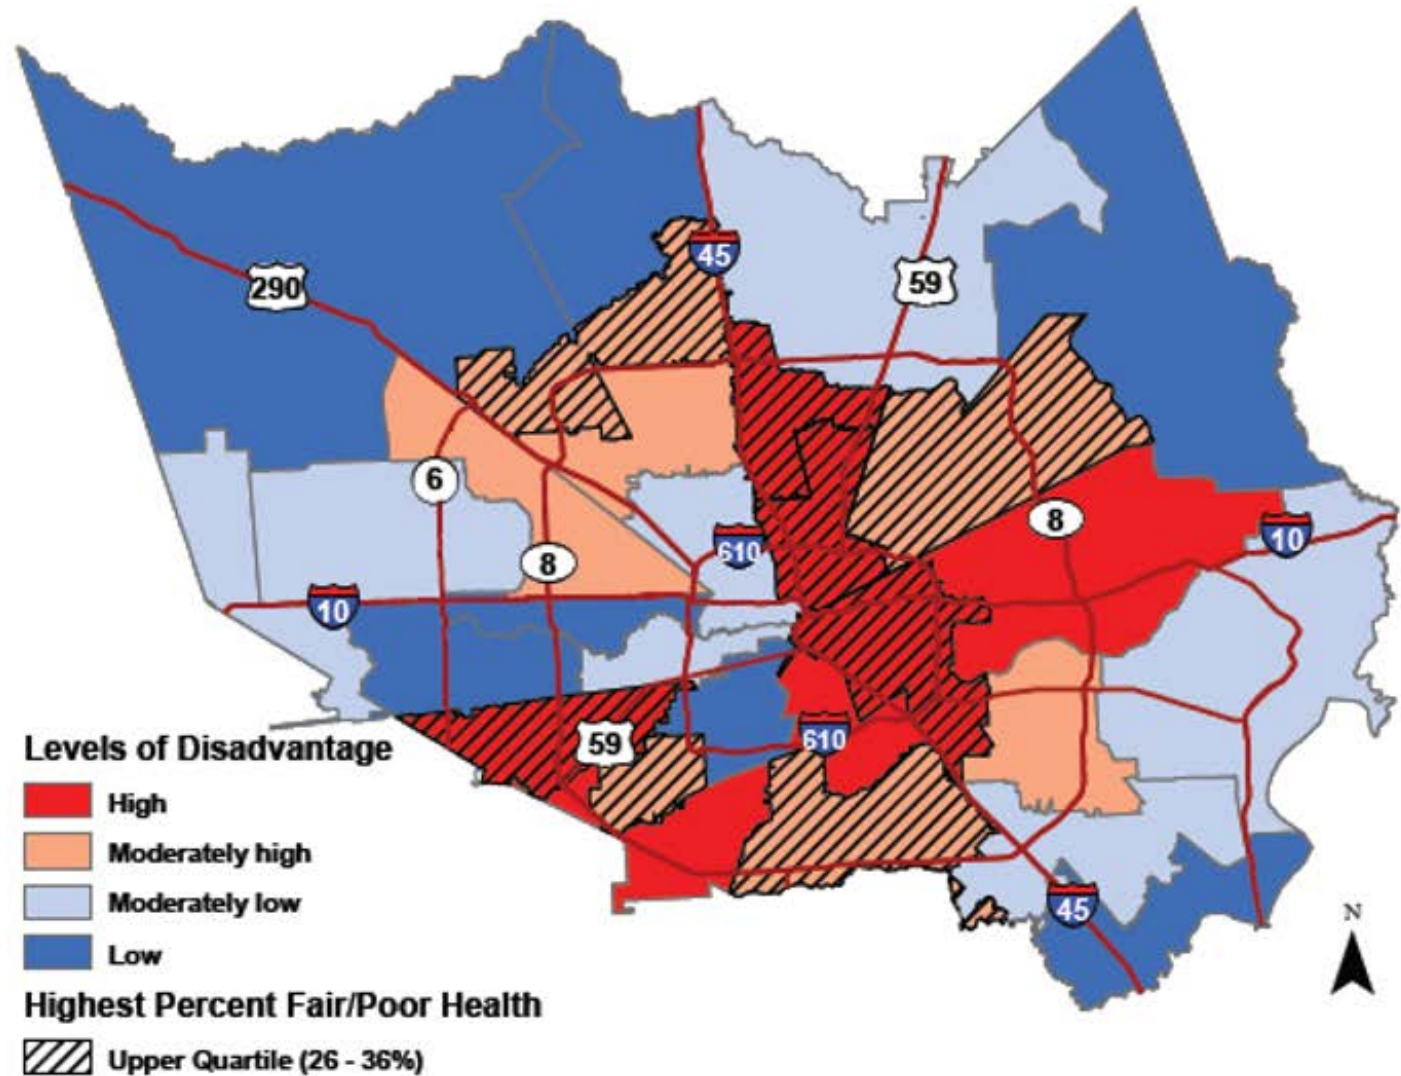 45
290
59
6
8
610
8
10
10
59
610
45
N
Levels of Disadvantage
High
Moderately high
Moderately low
Low
Highest Percent Fair/Poor Health
Upper Quartile (26 - 36%)